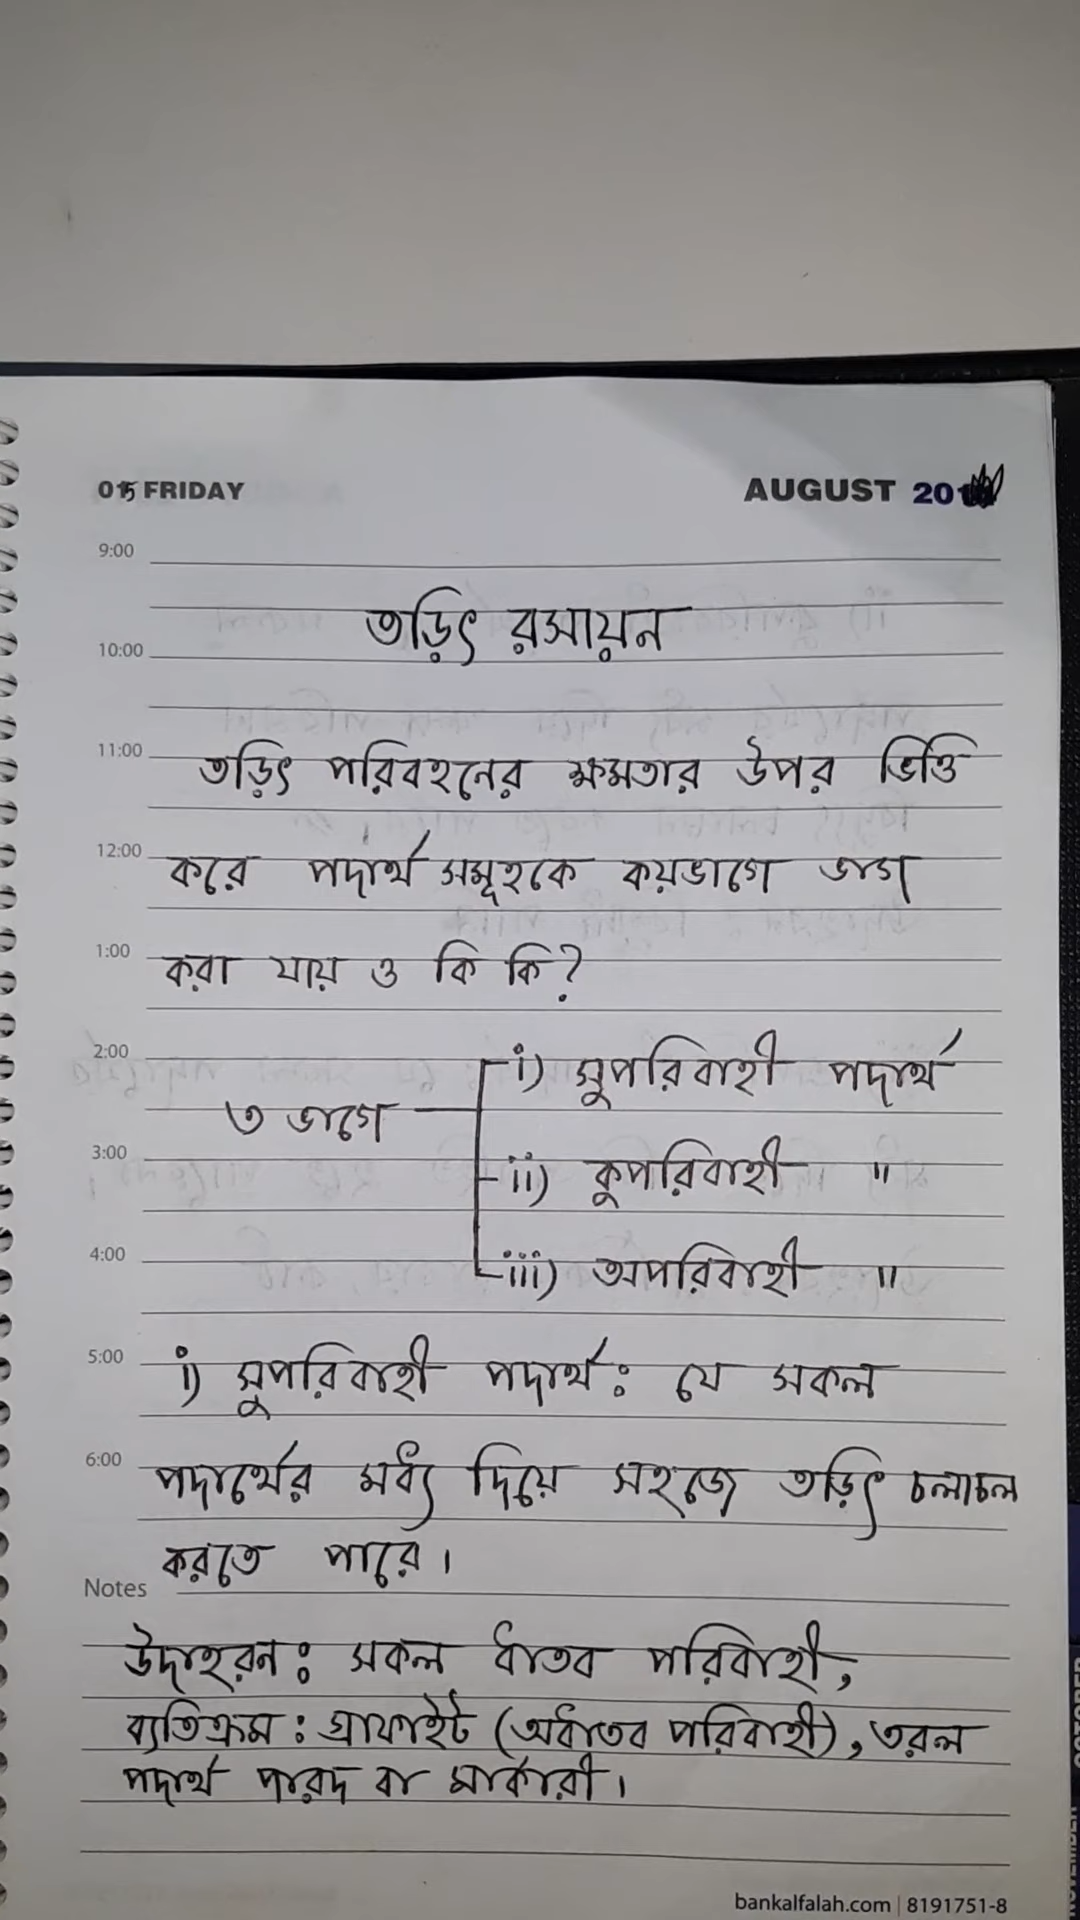 015 FRIDAY AUGUST 201
9:00
তড়িৎ রসায়ন
10:00
11:00 তড়িৎ পরিবহনের ক্ষমতার উপর ভিত্তি
12:00 করে পদার্থ সমূহকে কয়ভাগে ভাগ
1:00 করা যায় ও কি কি?
2:00 i) সুপরিবাহী পদার্থ
৩ ভাগে
3:00 ii) কুপরিবাহী "
4:00 iii) অপরিবাহী "
5:00 i) সুপরিবাহী পদার্থ: যে সকল
6:00 পদার্থের মধ্য দিয়ে সহজে তড়িৎ চলাচল
করতে পারে।
Notes
উদাহরন: সকল ধাতব পরিবাহী,
ব্যতিক্রম: গ্রাফাইট (অধাতব পরিবাহী), তরল
পদার্থ পারদ বা মার্কারী।
bankalfalah.com | 8191751-8
NOVEMBER